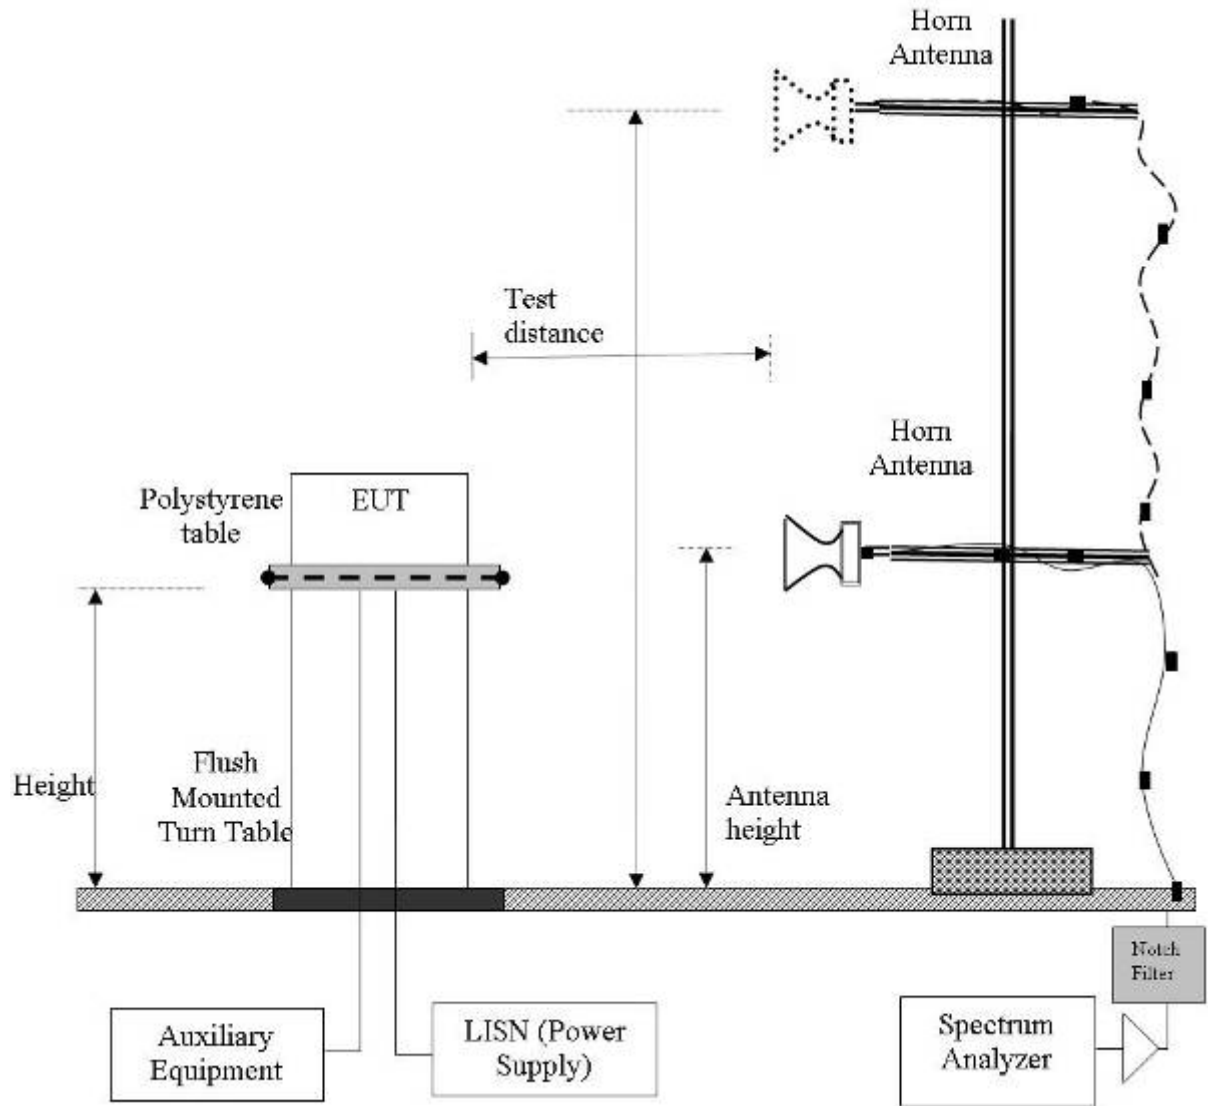 Horn
Antenna
Test
distance
Horn
Antenna
Polystyrene
table
EUT
Height
Flush
Mounted
Turn Table
Antenna
height
Notch
Filter
Auxiliary
Equipment
LISN (Power
Supply)
Spectrum
Analyzer